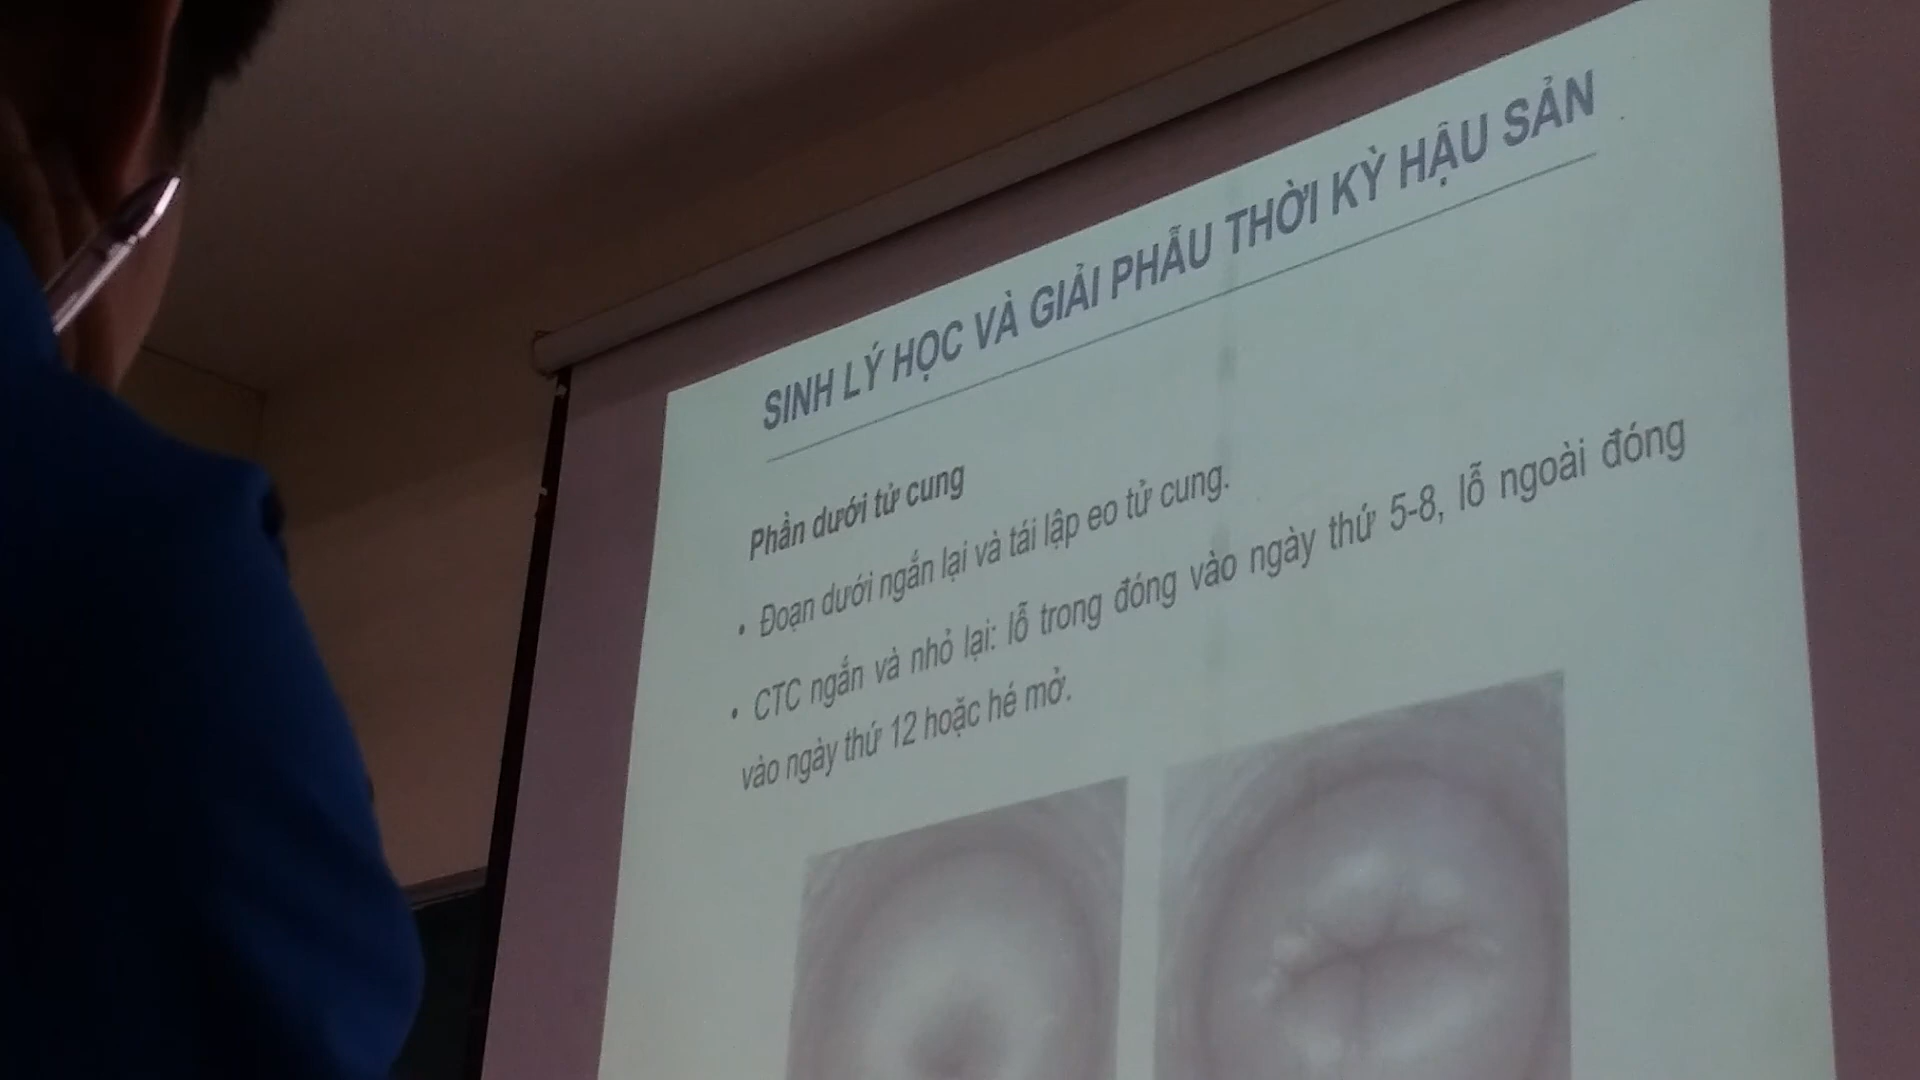 SINH LÝ HỌC VÀ GIẢI PHẪU THỜI KỲ HẬU SẢN
Phần dưới tử cung
• Đoạn dưới ngắn lại và tái lập eo tử cung.
• CTC ngắn và nhỏ lại: lỗ trong đóng vào ngày thứ 5-8, lỗ ngoài đóng
vào ngày thứ 12 hoặc hé mở.